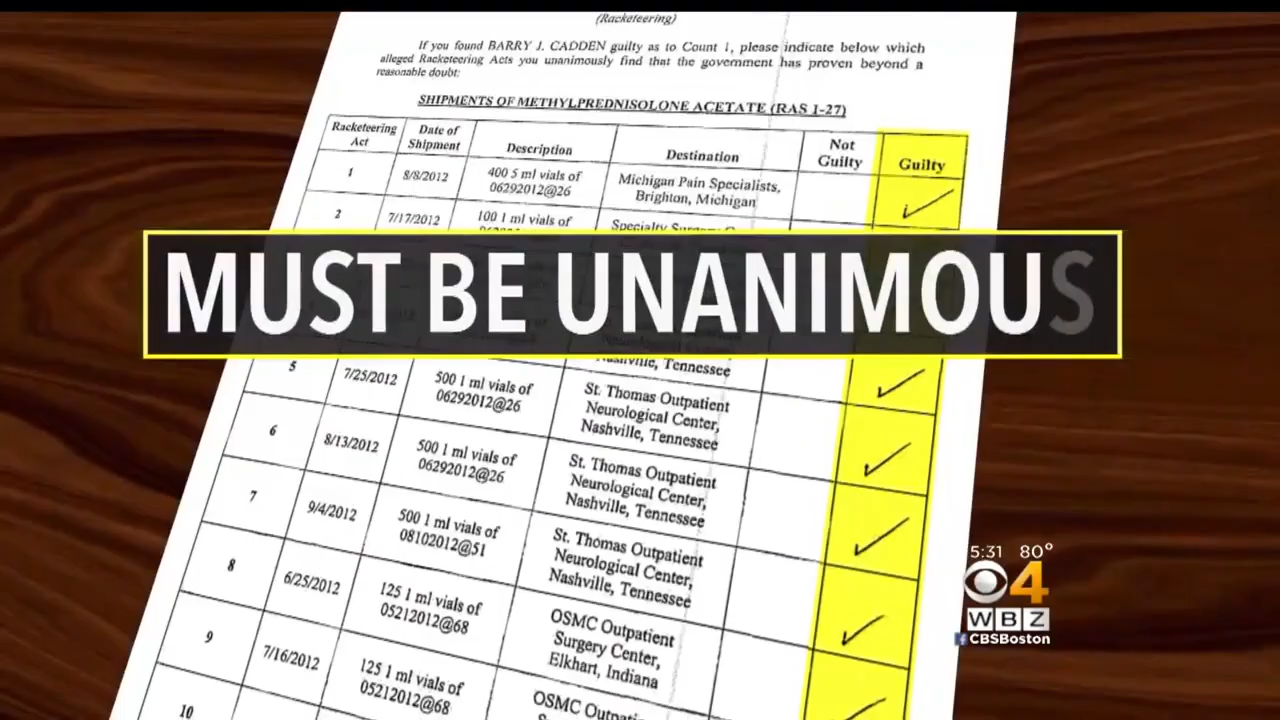 (Racketeering)
If you found BARRY J. CADDEN guilty as to Count 1, please indicate below which
alleged Racketeering Acts you unanimously find that the government has proven beyond a
reasonable doubt:
SHIPMENTS OF METHYLPREDNISOLONE ACETATE (RAS 1-27)
Racketeering
Act
Date of
Shipment
Description
Destination
Not
Guilty
Guilty
1
8/8/2012
400 5 ml vials of
06292012@26
Michigan Pain Specialists,
Brighton, Michigan
2
7/17/2012
100 1 ml vials of
Specialty
MUST BE UNANIMOUS
Nashville, Tennessee
5
7/25/2012
500 1 ml vials of
06292012@26
St. Thomas Outpatient
Neurological Center,
Nashville, Tennessee
6
8/13/2012
500 1 ml vials of
06292012@26
St. Thomas Outpatient
Neurological Center,
Nashville, Tennessee
7
9/4/2012
500 1 ml vials of
08102012@51
St. Thomas Outpatient
Neurological Center,
Nashville, Tennessee
8
6/25/2012
125 1 ml vials of
05212012@68
OSMC Outpatient
Surgery Center,
Elkhart, Indiana
9
7/16/2012
125 1 ml vials of
05212012@68
OSMC
10
5:31 80°
4
WBZ
CBSBoston